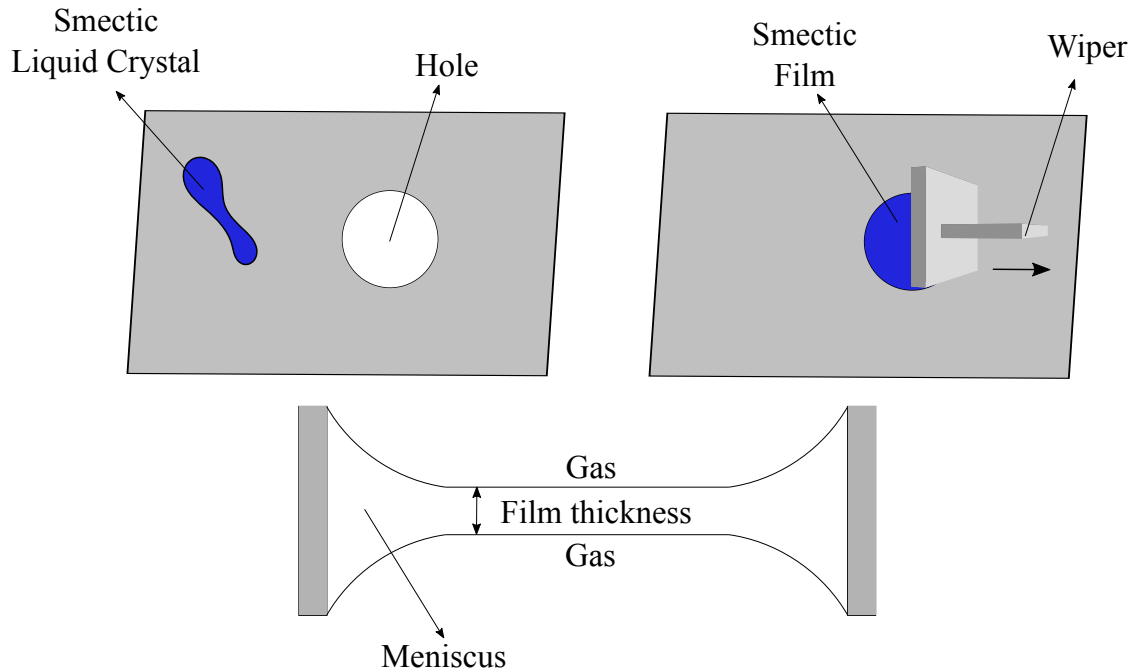 Smectic
Liquid Crystal
Hole
Smectic
Film
Wiper
Gas
Film thickness
Gas
Meniscus